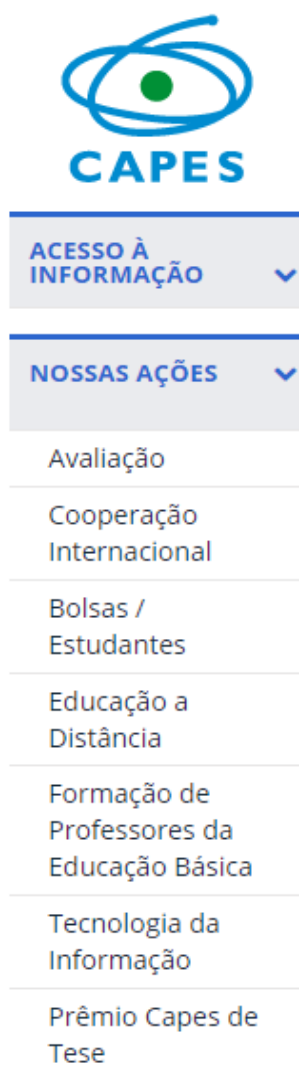 CAPES
ACESSO À
INFORMAÇÃO
NOSSAS AÇÕES
Avaliação
Cooperação
Internacional
Bolsas /
Estudantes
Educação a
Distância
Formação de
Professores da
Educação Básica
Tecnologia da
Informação
Prêmio Capes de
Tese